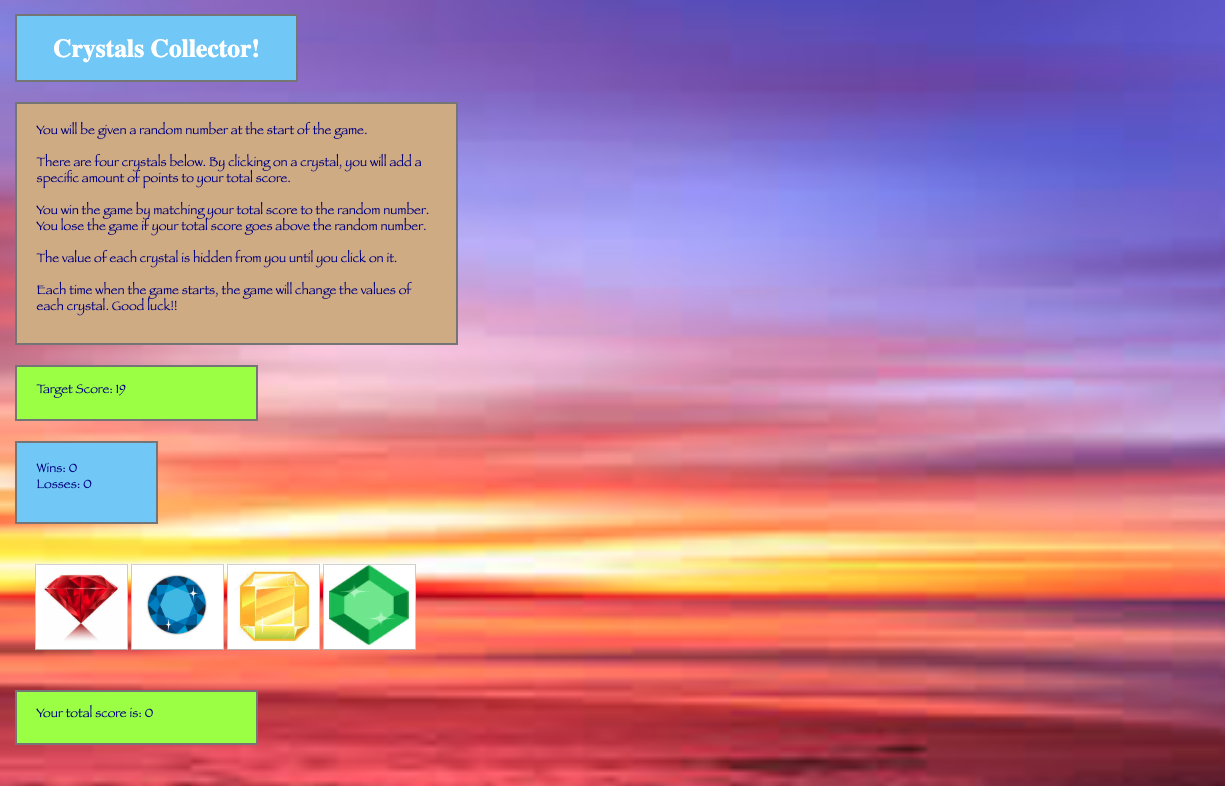 Crystals Collector!
You will be given a random number at the start of the game.
There are four crystals below. By clicking on a crystal, you will add a
specific amount of points to your total score.
You win the game by matching your total score to the random number.
You lose the game if your total score goes above the random number.
The value of each crystal is hidden from you until you click on it.
Each time when the game starts, the game will change the values of
each crystal. Good luck!!
Target Score: 19
Wins: 0
Losses: 0
Your total score is: 0